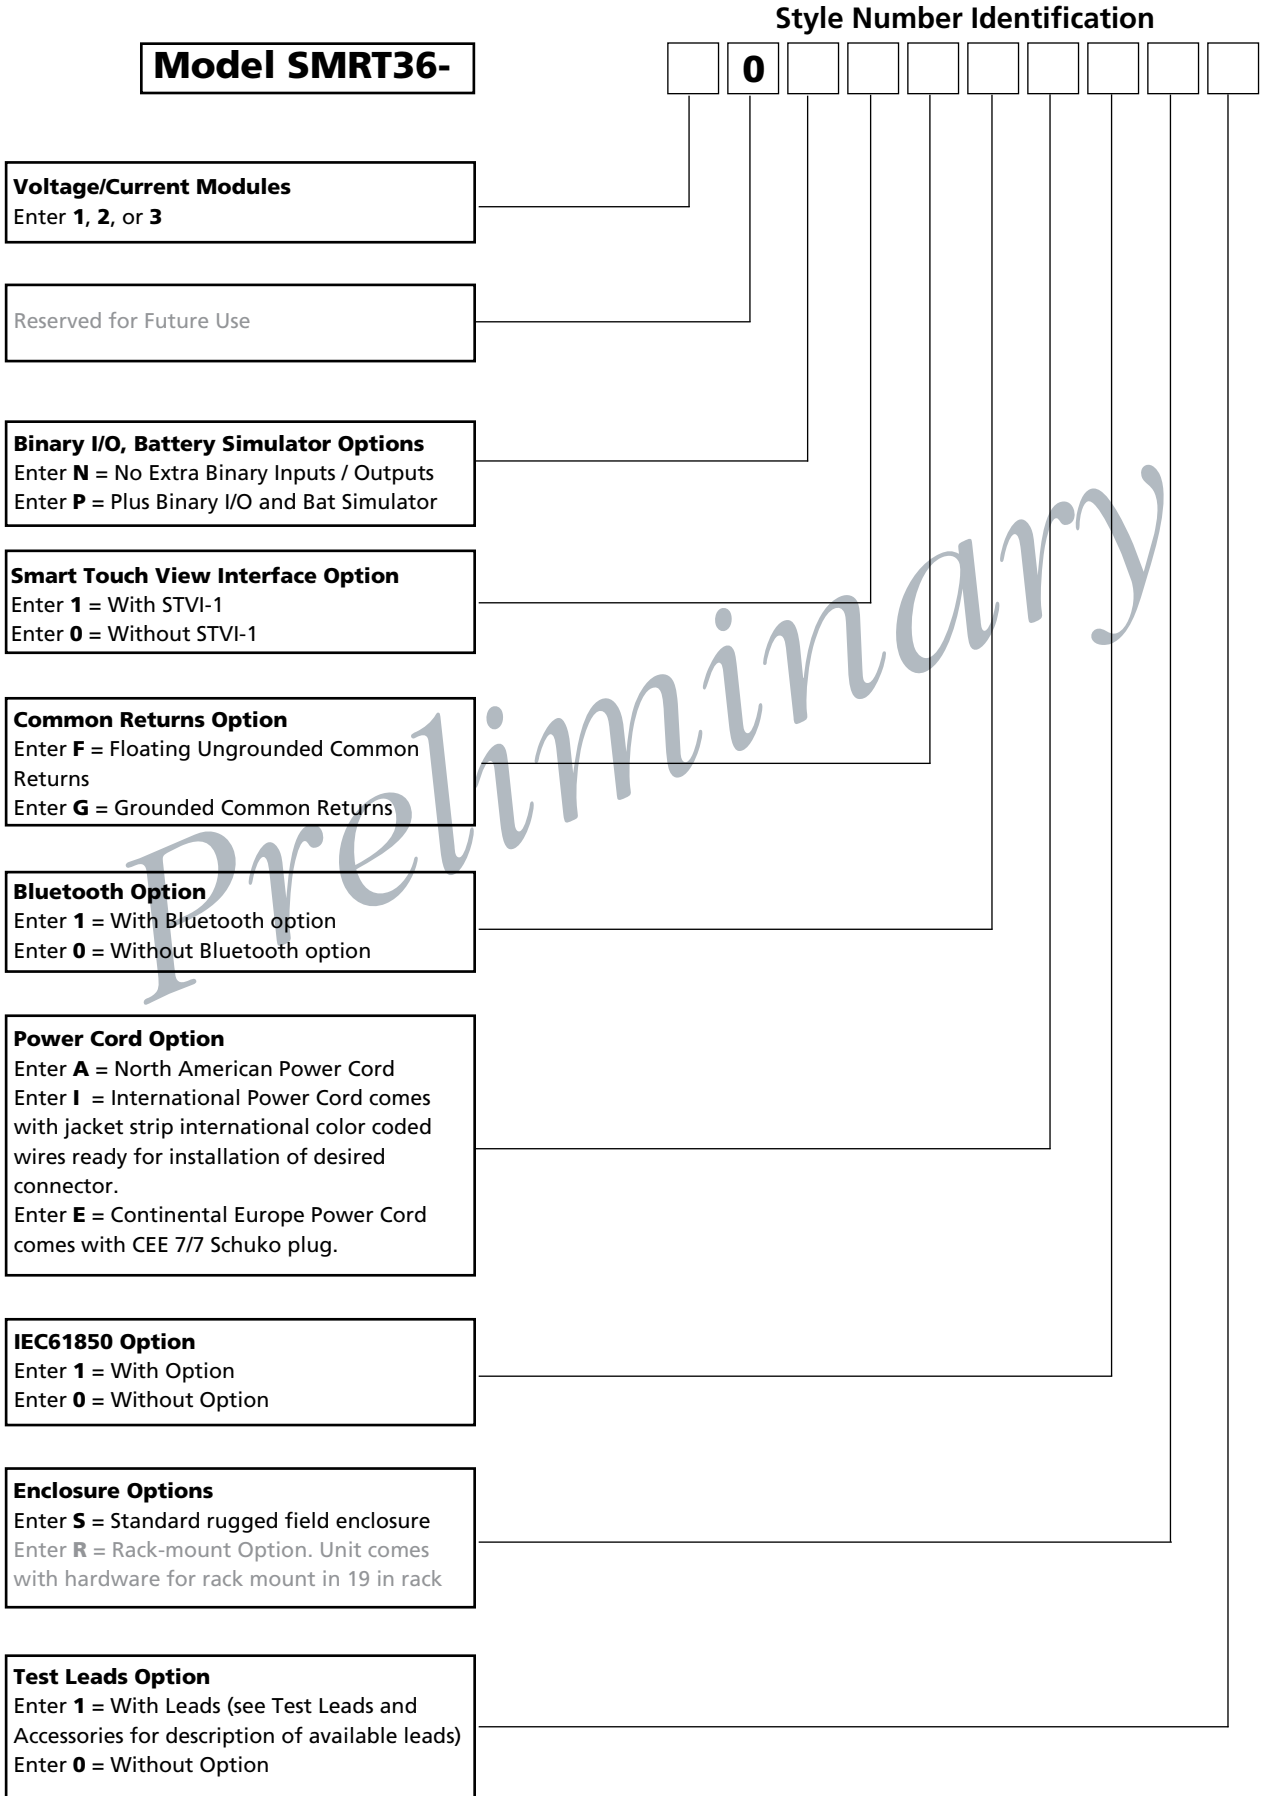 Style Number Identification
Model SMRT36-
0
Voltage/Current Modules
Enter 1, 2, or 3
Reserved for Future Use
Binary I/O, Battery Simulator Options
Enter N = No Extra Binary Inputs / Outputs
Enter P = Plus Binary I/O and Bat Simulator
Smart Touch View Interface Option
Enter 1 = With STVI-1
Enter 0 = Without STVI-1
Common Returns Option
Enter F = Floating Ungrounded Common
Returns
Enter G = Grounded Common Returns
Bluetooth Option
Enter 1 = With Bluetooth option
Enter 0 = Without Bluetooth option
Power Cord Option
Enter A = North American Power Cord
Enter I = International Power Cord comes
with jacket strip international color coded
wires ready for installation of desired
connector.
Enter E = Continental Europe Power Cord
comes with CEE 7/7 Schuko plug.
IEC61850 Option
Enter 1 = With Option
Enter 0 = Without Option
Enclosure Options
Enter S = Standard rugged field enclosure
Enter R = Rack-mount Option. Unit comes
with hardware for rack mount in 19 in rack
Test Leads Option
Enter 1 = With Leads (see Test Leads and
Accessories for description of available leads)
Enter 0 = Without Option
Preliminary